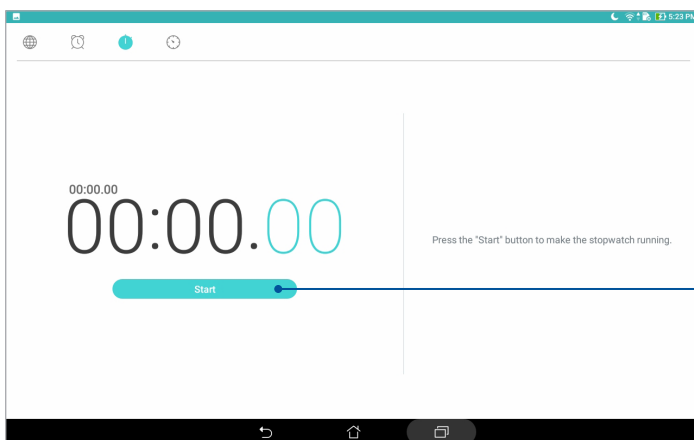 5:23 PM
00:00.00
00:00.00
Press the "Start" button to make the stopwatch running.
Start